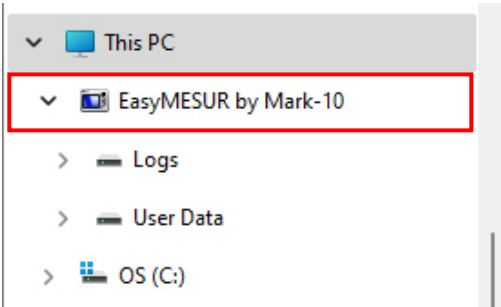 This PC
EasyMESUR by Mark-10
Logs
User Data
OS (C:)